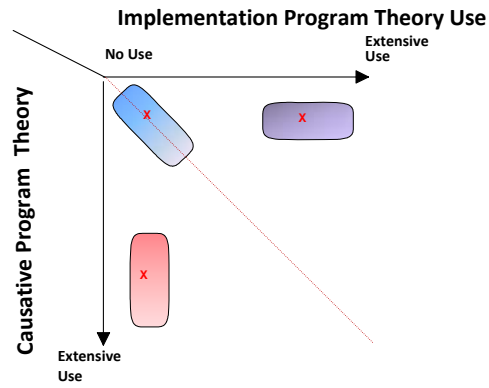 Implementation Program Theory Use
No Use
Extensive
Use
X
X
Causative Program Theory
X
Extensive
Use